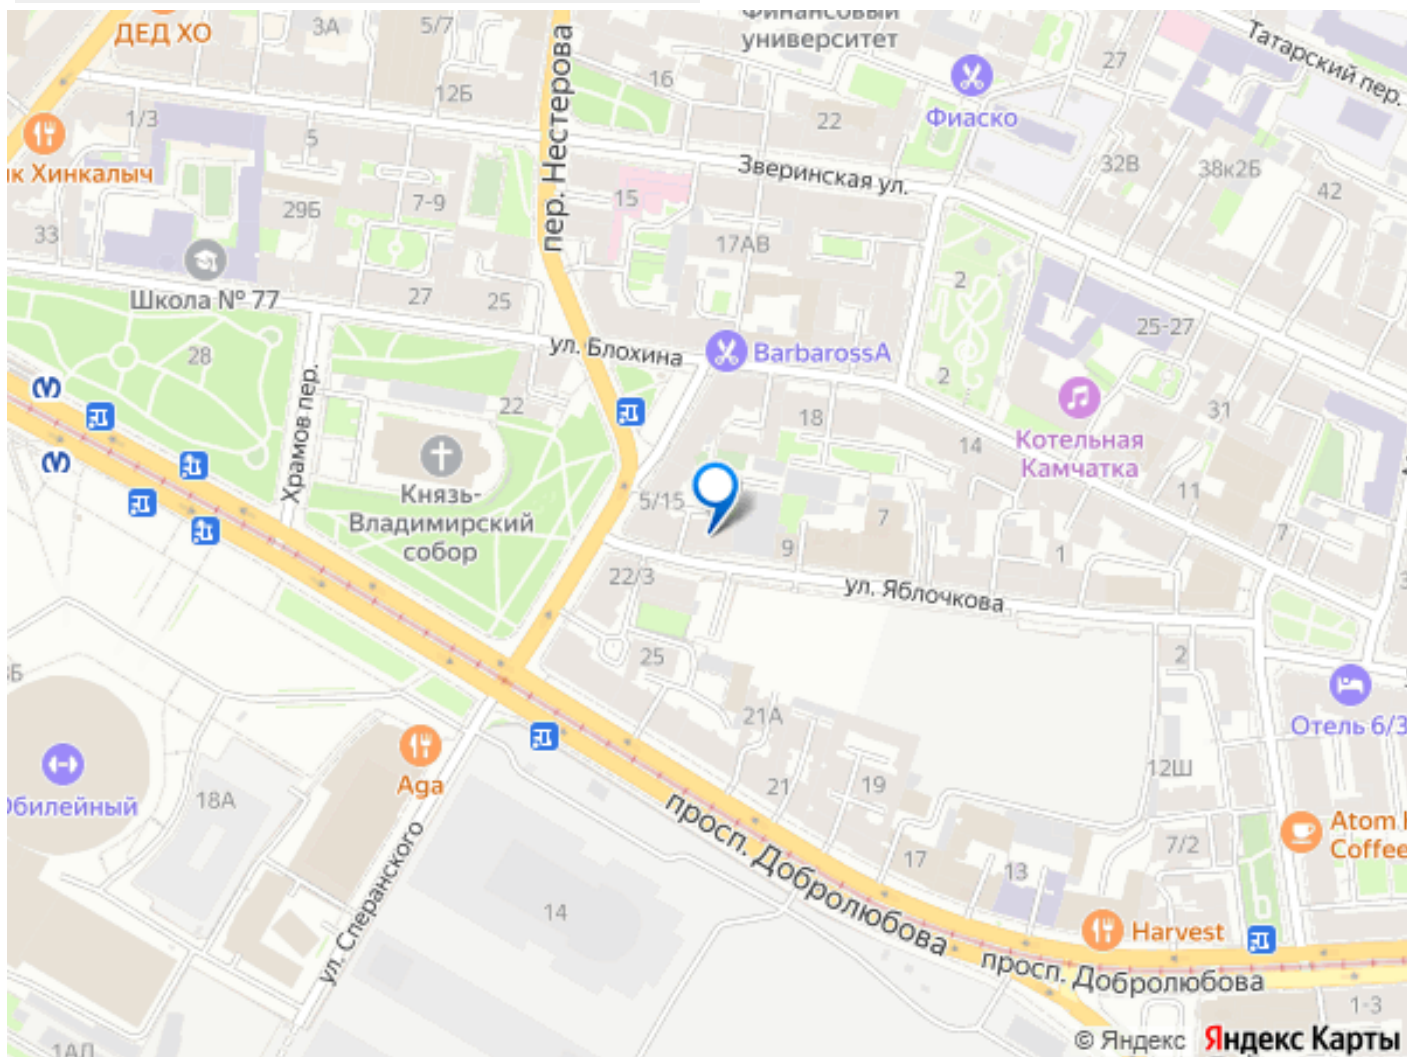 ДЕД ХО
3А
5/7
Финансовый
университет
Татарский пер.
27
16
12Б
Фиаско
22
1/3
5
пер. Нестерова
Зверинская ул.
32В
38к2Б
42
к Хинкалыч
29Б
7-9
15
17АВ
33
Школа № 77
27
25
2
25-27
ул. Блохина
BarbarossA
28
Храмов пер.
22
2
18
14
31
Котельная
Камчатка
Князь-
Владимирский
собор
5/15
7
11
9
1
7
22/3
ул. Яблочкова
25
2
Отель 6/3
21А
Aga
21
19
12Ш
18А
просп. Добролюбова
17
7/2
Atom
Coffee
13
14
ул. Сперанского
Harvest
просп. Добролюбова
1-3
© Яндекс
Яндекс Карты